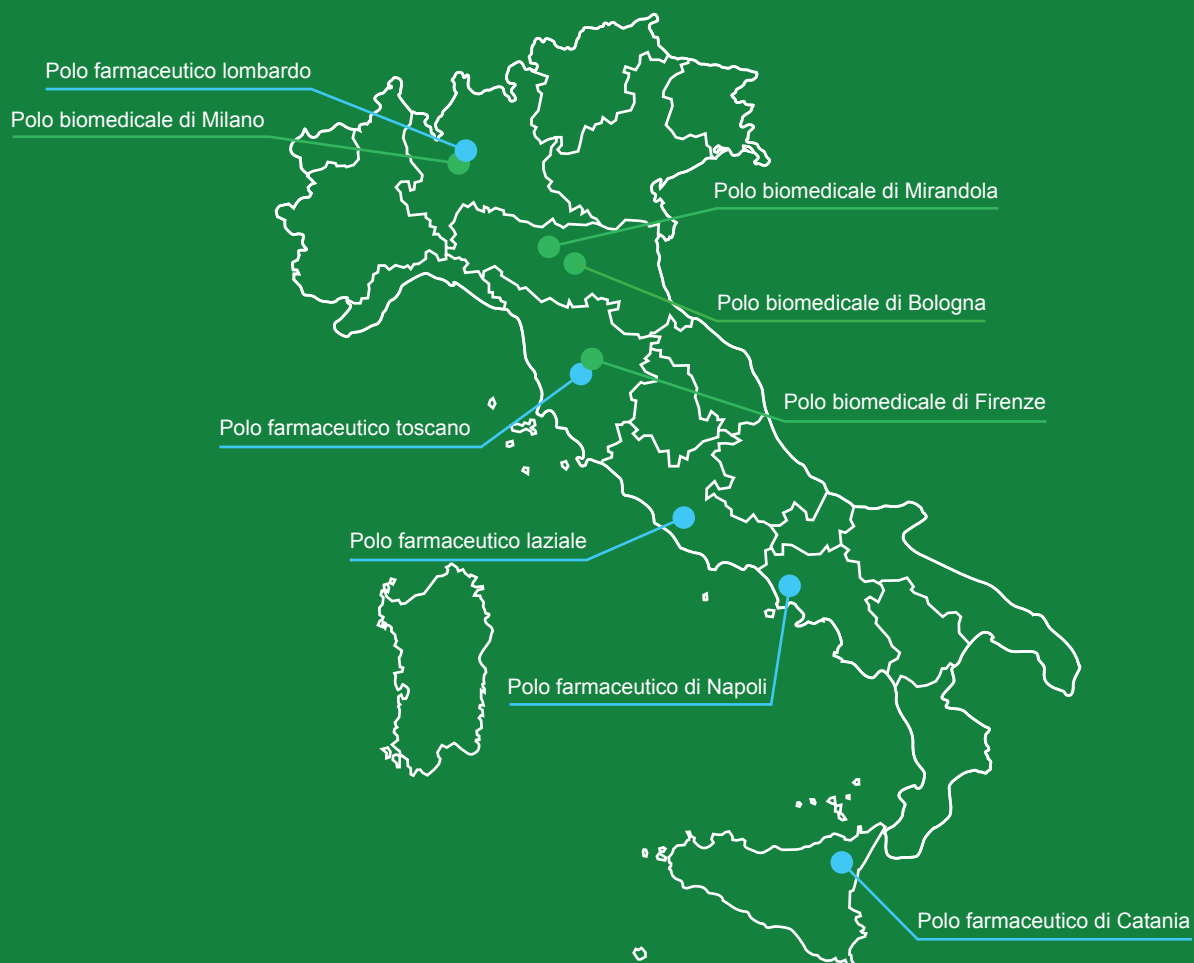 Polo farmaceutico lombardo
Polo biomedicale di Milano
Polo biomedicale di Mirandola
Polo biomedicale di Bologna
Polo biomedicale di Firenze
Polo farmaceutico toscano
Polo farmaceutico laziale
Polo farmaceutico di Napoli
Polo farmaceutico di Catania